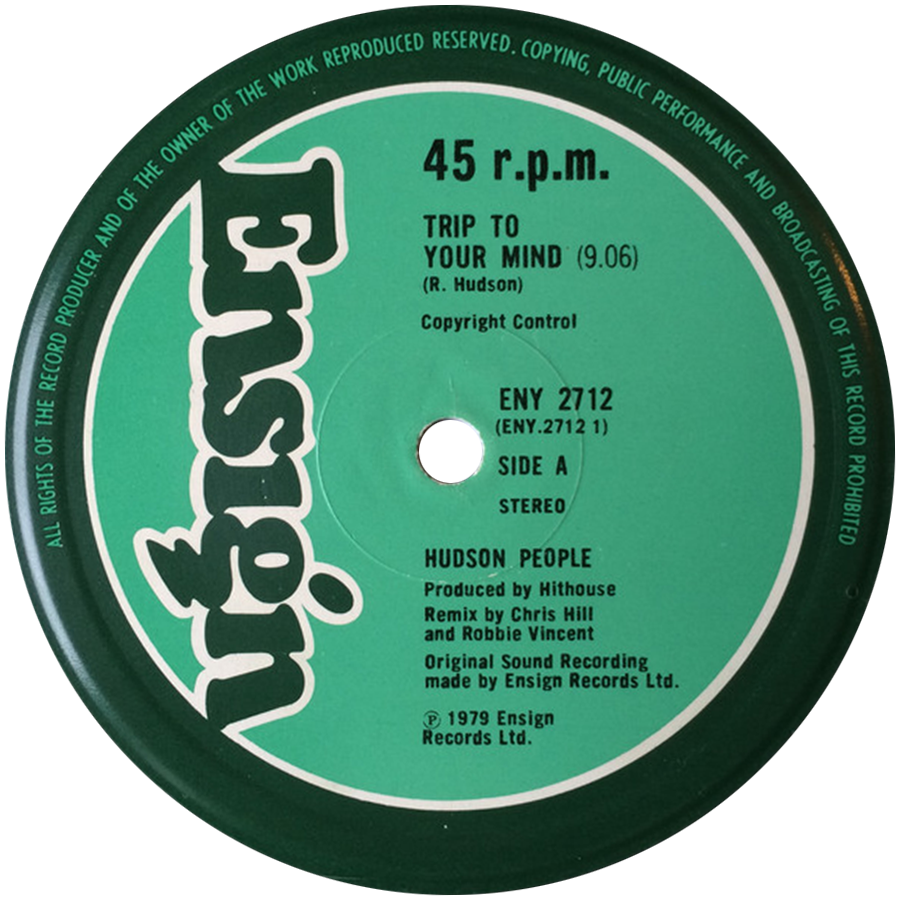 ALL RIGHTS OF THE RECORD PRODUCER AND OF THE OWNER OF THE WORK REPRODUCED RESERVED. COPYING, PUBLIC PERFORMANCE AND BROADCASTING OF THIS RECORD PROHIBITED
Ensign
45 r.p.m.
TRIP TO
YOUR MIND (9.06)
(R. Hudson)
Copyright Control
ENY 2712
(ENY.2712 1)
SIDE A
STEREO
HUDSON PEOPLE
Produced by Hithouse
Remix by Chris Hill
and Robbie Vincent
Original Sound Recording
made by Ensign Records Ltd.
℗ 1979 Ensign
Records Ltd.